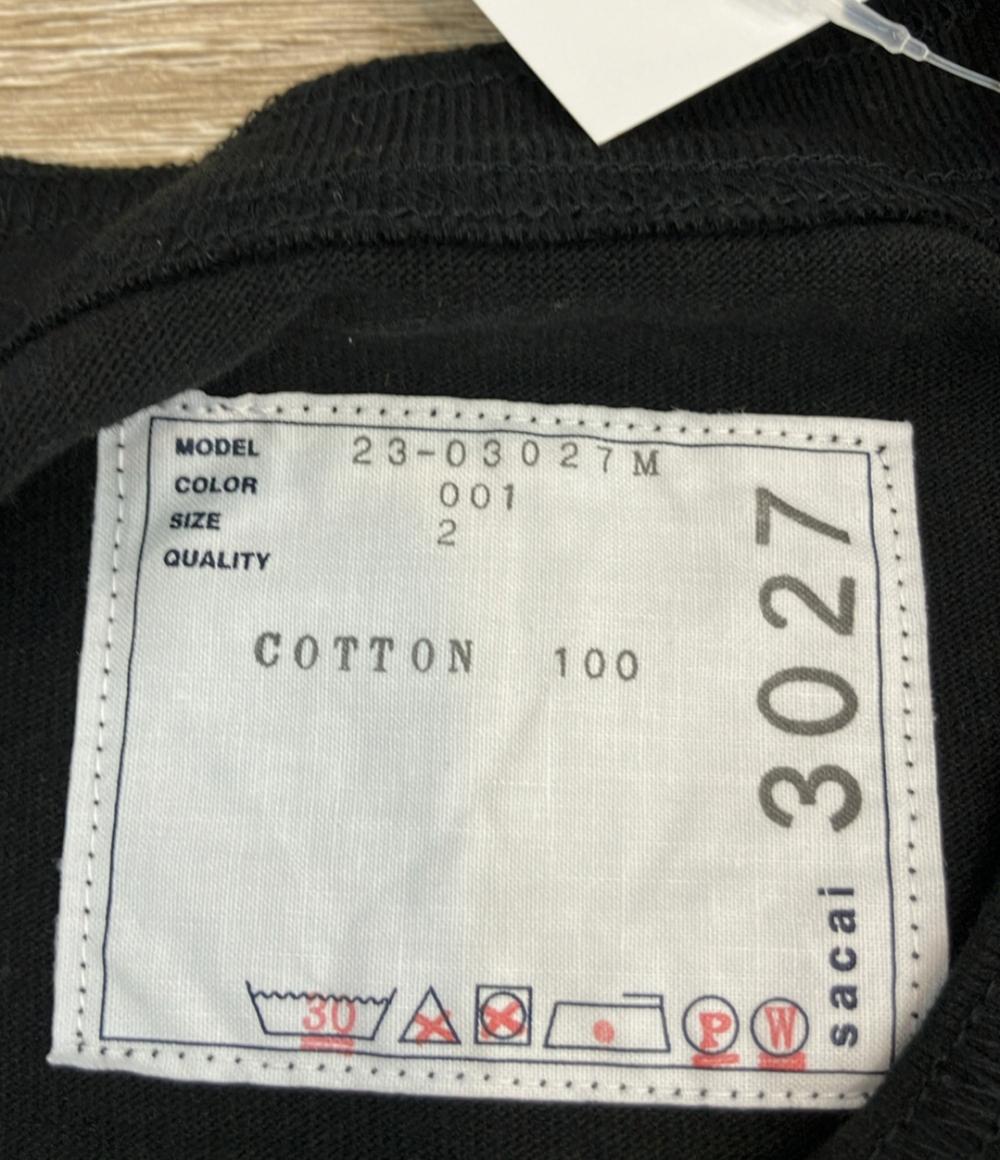 MODEL 23-03027M
COLOR 001
SIZE 2
QUALITY
COTTON 100
30
P
W
sacai 3027